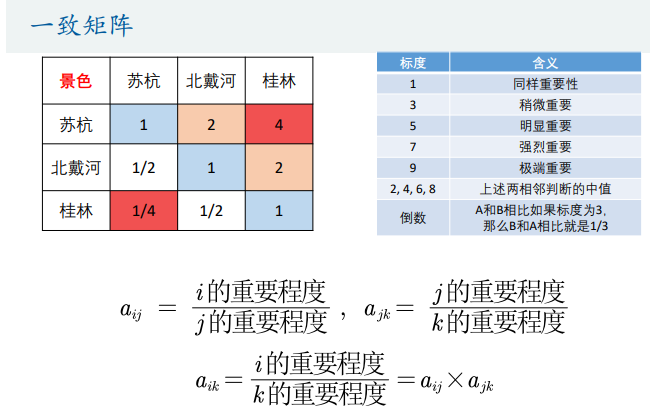 一致矩阵
景色 苏杭 北戴河 桂林
苏杭 1 2 4
北戴河 1/2 1 2
桂林 1/4 1/2 1
标度 含义
1 同样重要性
3 稍微重要
5 明显重要
7 强烈重要
9 极端重要
2, 4, 6, 8 上述两相邻判断的中值
倒数 A和B相比如果标度为3,
那么B和A相比就是1/3
a_{ij} = i的重要程度 / j的重要程度 , a_{jk} = j的重要程度 / k的重要程度
a_{ik} = i的重要程度 / k的重要程度 = a_{ij} × a_{jk}